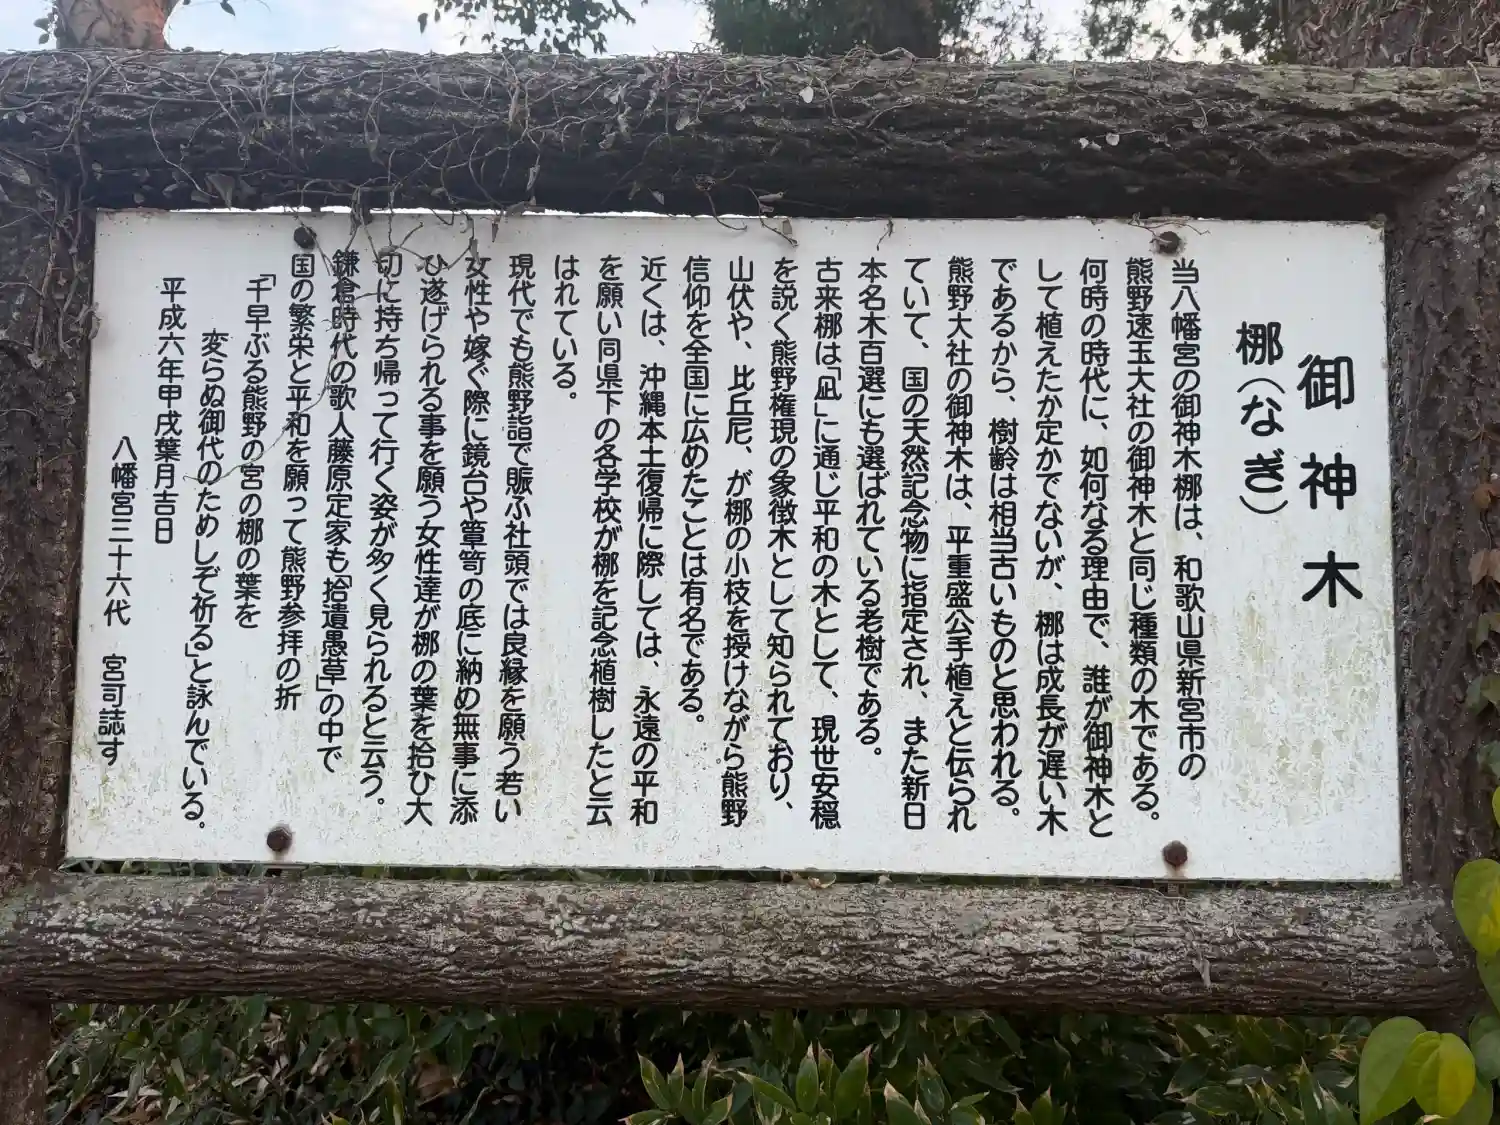 御神木
梛(なぎ)
当八幡宮の御神木梛は、和歌山県新宮市の
熊野速玉大社の御神木と同じ種類の木である。
何時の時代に、如何なる理由で、誰が御神木と
して植えたか定かでないが、梛は成長が遅い木
であるから、樹齢は相当古いものと思われる。
熊野大社の御神木は、平重盛公手植えと伝られ
ていて、国の天然記念物に指定され、また新日
本名木百選にも選ばれている老樹である。
古来梛は「凪」に通じ平和の木として、現世安穏
を説く熊野権現の象徴木として知られており、
山伏や、比丘尼、が梛の小枝を授けながら熊野
信仰を全国に広めたことは有名である。
近くは、沖縄本土復帰に際しては、永遠の平和
を願い同県下の各学校が梛を記念植樹したと云
はれている。
現代でも熊野詣で賑ふ社頭では良縁を願う若い
女性や嫁ぐ際に鏡台や簞笥の底に納め無事に添
ひ遂げられる事を願う女性達が梛の葉を拾ひ大
切に持ち帰って行く姿が多く見られると云う。
鎌倉時代の歌人藤原定家も「拾遺愚草」の中で
国の繁栄と平和を願って熊野参拝の折
「千早ぶる熊野の宮の梛の葉を
変らぬ御代のためしぞ祈る」と詠んでいる。
平成六年甲戌葉月吉日
八幡宮三十六代 宮司誌す